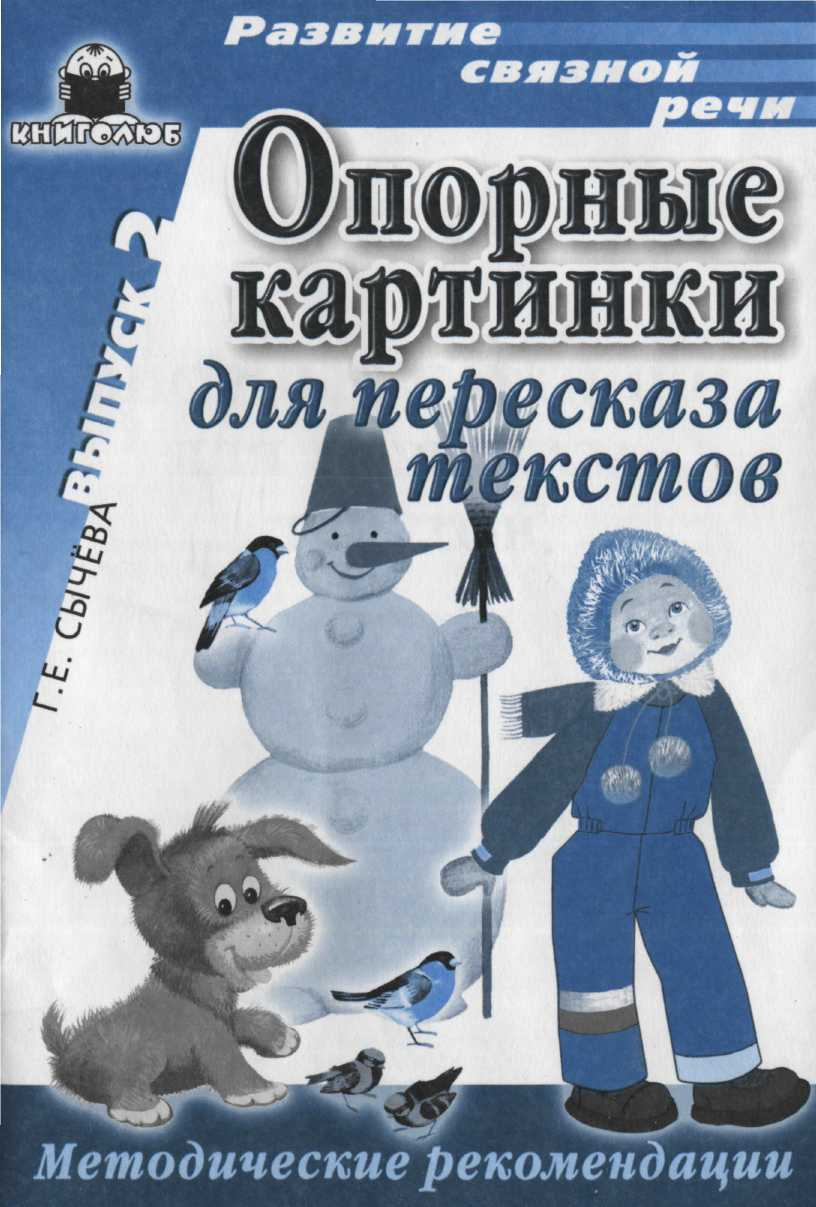 Развитие
связной
речи
КНИГОЛЮБ
Опорные
картинки
для пересказа
текстов
ВЫПУСК 2
Г.Е. СЫЧЁВА
Методические рекомендации